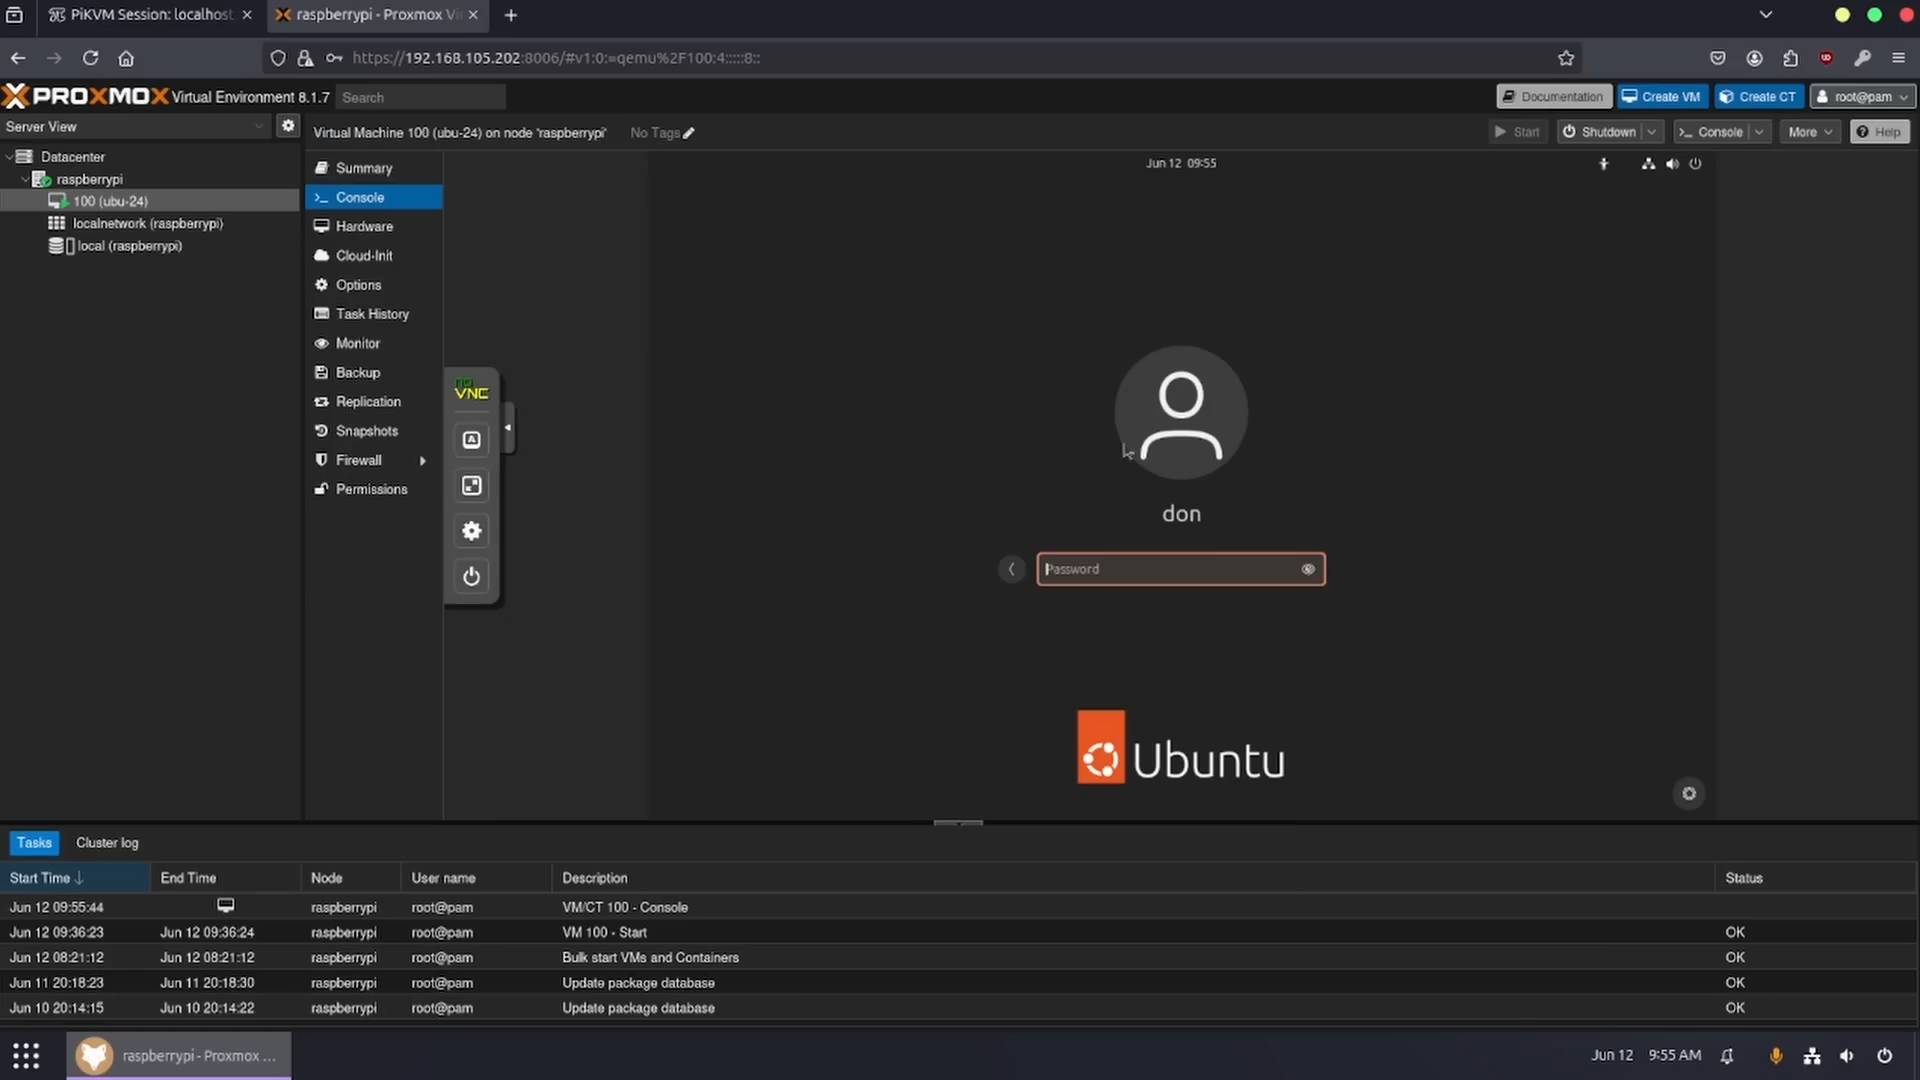 PiKVM Session: localhost
raspberrypi - Proxmox Vi
https://192.168.105.202:8006/#v1:0:=qemu%2F100:4:::::8::
PROXMOX Virtual Environment 8.1.7
Search
Documentation
Create VM
Create CT
root@pam
Server View
Virtual Machine 100 (ubu-24) on node 'raspberrypi'
No Tags
Start
Shutdown
Console
More
Help
Datacenter
raspberrypi
100 (ubu-24)
localnetwork (raspberrypi)
local (raspberrypi)
Summary
Console
Hardware
Cloud-Init
Options
Task History
Monitor
Backup
Replication
Snapshots
Firewall
Permissions
no
VNC
A
Jun 12 09:55
don
Password
Ubuntu
Tasks
Cluster log
Start Time End Time Node User name Description Status
Jun 12 09:55:44 raspberrypi root@pam VM/CT 100 - Console
Jun 12 09:36:23 Jun 12 09:36:24 raspberrypi root@pam VM 100 - Start OK
Jun 12 08:21:12 Jun 12 08:21:12 raspberrypi root@pam Bulk start VMs and Containers OK
Jun 11 20:18:23 Jun 11 20:18:30 raspberrypi root@pam Update package database OK
Jun 10 20:14:15 Jun 10 20:14:22 raspberrypi root@pam Update package database OK
raspberrypi - Proxmox ...
Jun 12 9:55 AM